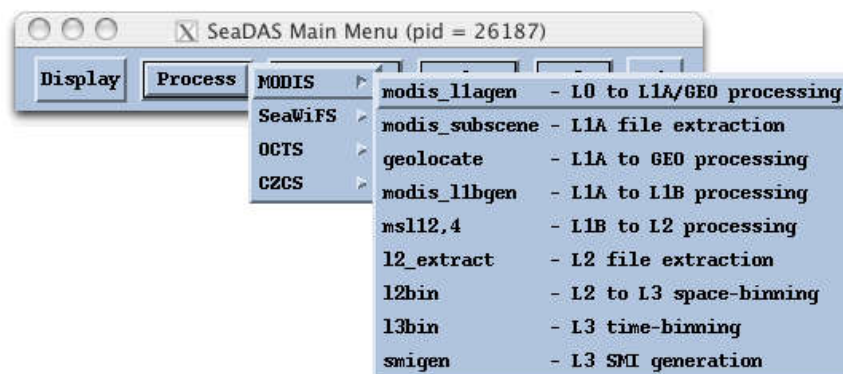 SeaDAS Main Menu (pid = 26187)
Display Process
MODIS
SeaWiFS
OCTS
CZCS
modis_l1agen - L0 to L1A/GEO processing
modis_subscene - L1A file extraction
geolocate - L1A to GEO processing
modis_l1bgen - L1A to L1B processing
msl12,4 - L1B to L2 processing
l2_extract - L2 file extraction
l2bin - L2 to L3 space-binning
l3bin - L3 time-binning
smigen - L3 SMI generation